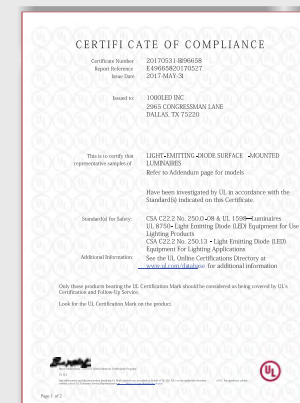 CERTIFICATE OF COMPLIANCE
Certificate Number 20170531-E496658
Report Reference E496658 20170527
Issue Date 2017-MAY-31
Issued to: 1000LED INC
2965 CONGRESSMAN LANE
DALLAS, TX 75220
This is to certify that LIGHT-EMITTING-DIODE SURFACE -MOUNTED
representative samples of LUMINAIRES
Refer to Addendum page for models
Have been investigated by UL in accordance with the
Standard(s) indicated on this Certificate.
Standard(s) for Safety: CSA C22.2 No. 250.0-08 & UL 1598-Luminaires
UL 8750- Light Emitting Diode (LED) Equipment for Use
Lighting Products
CSA C22.2 No. 250.13 - Light Emitting Diode (LED)
Equipment For Lighting Applications
Additional Information: See the UL Online Certifications Directory at
www.ul.com/database for additional information
Only those products bearing the UL Certification Mark should be considered as being covered by UL's
Certification and Follow-Up Service.
Look for the UL Certification Mark on the product.
UL
Page 1 of 2